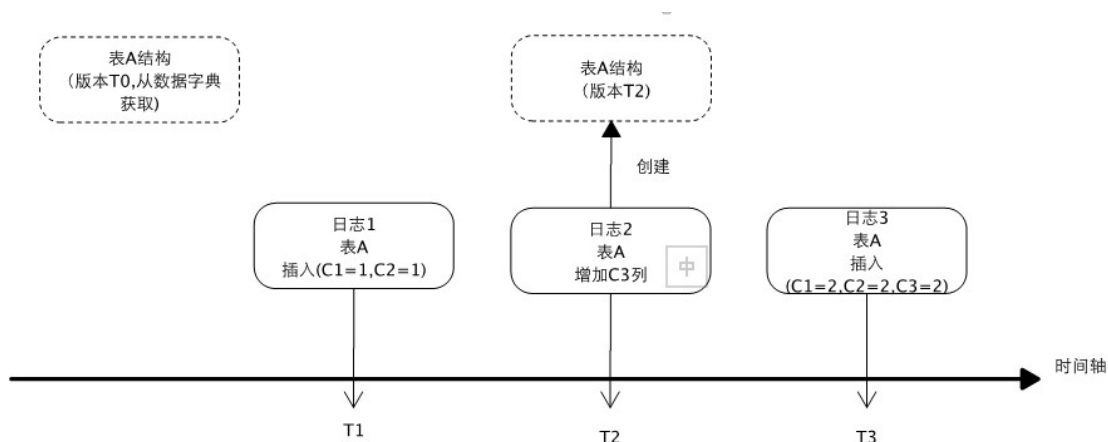 表A结构
（版本T0,从数据字典
获取)
表A结构
（版本T2)
创建
日志1
表A
插入(C1=1,C2=1)
日志2
表A
增加C3列
中
日志3
表A
插入
(C1=2,C2=2,C3=2)
时间轴
T1
T2
T3